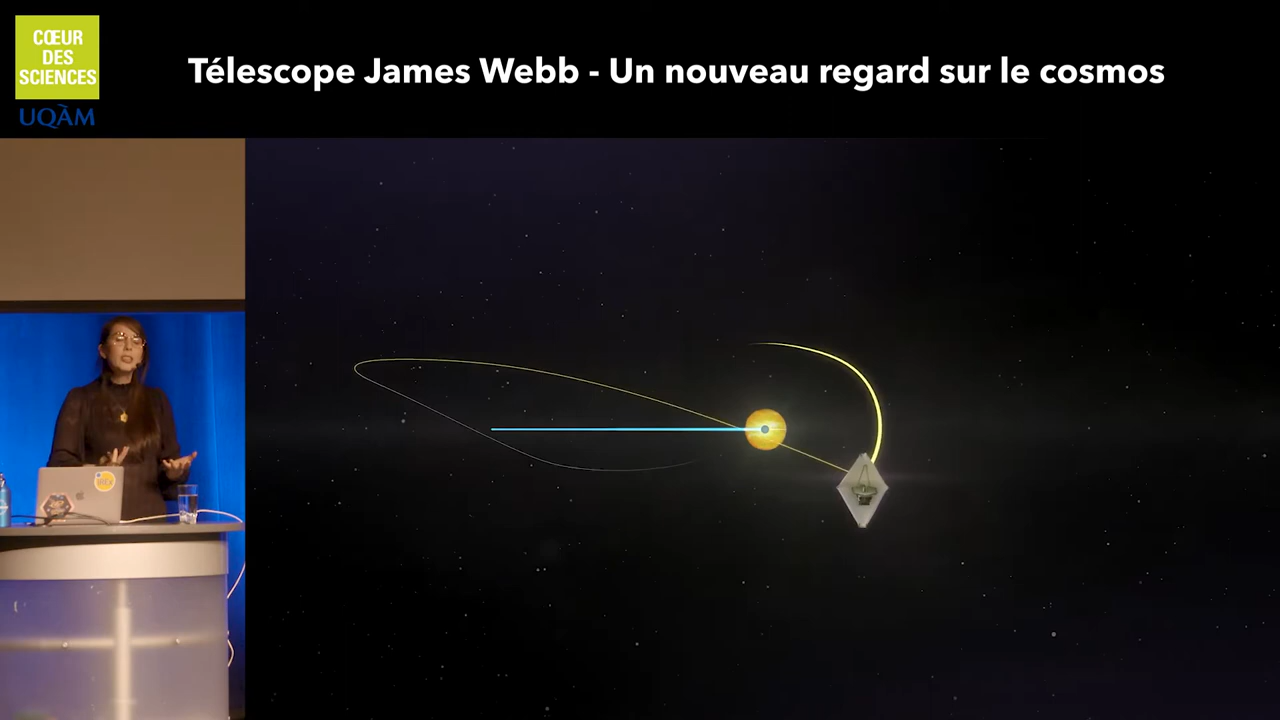 CŒUR
DES
SCIENCES
UQÀM
Télescope James Webb - Un nouveau regard sur le cosmos